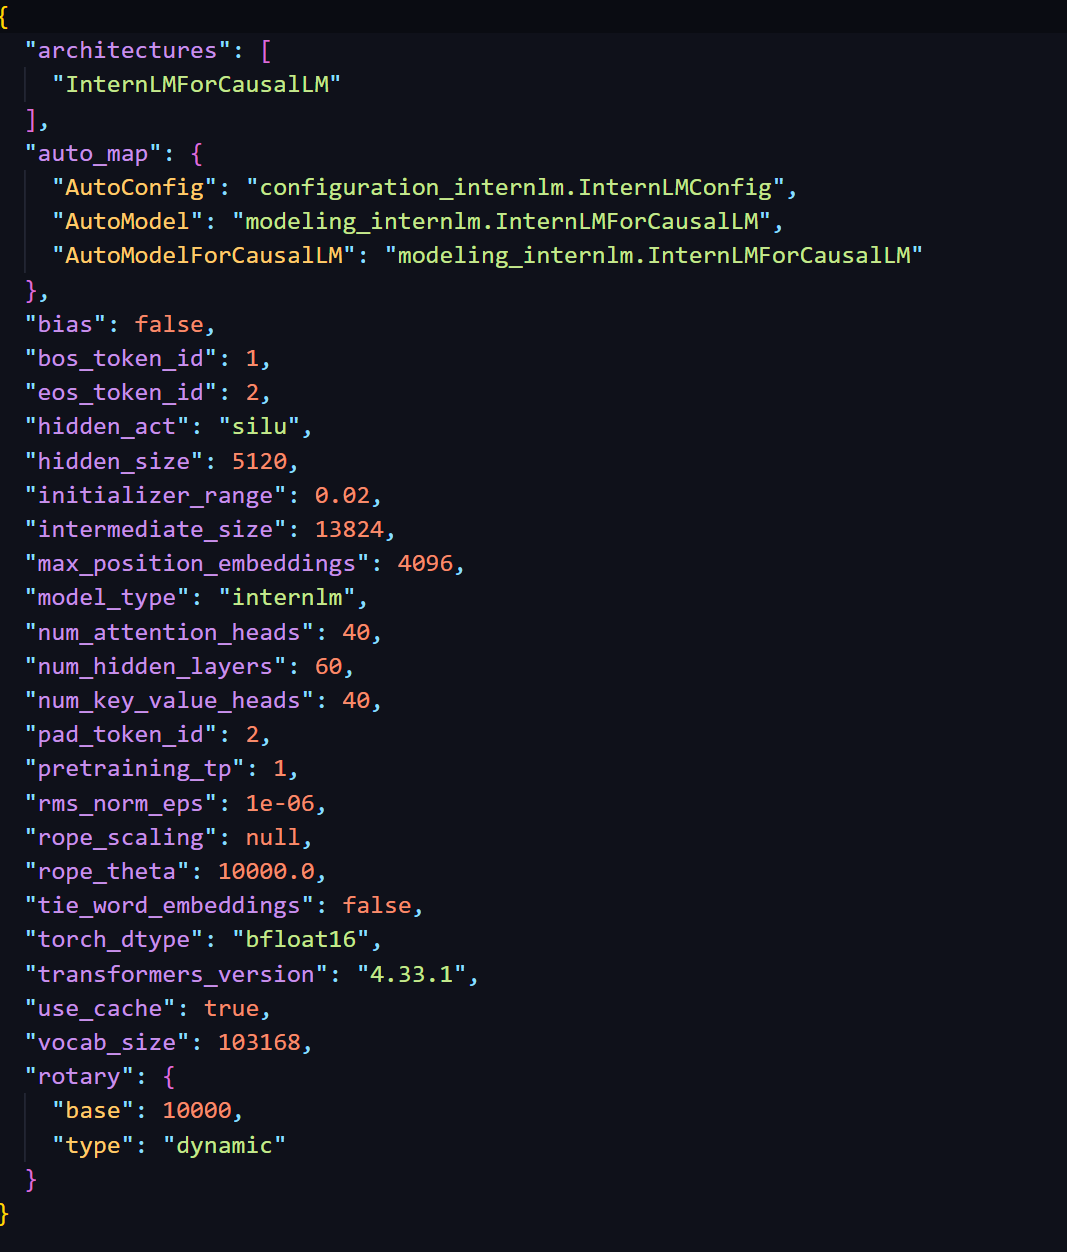 {
  "architectures": [
    "InternLMForCausalLM"
  ],
  "auto_map": {
    "AutoConfig": "configuration_internlm.InternLMConfig",
    "AutoModel": "modeling_internlm.InternLMForCausalLM",
    "AutoModelForCausalLM": "modeling_internlm.InternLMForCausalLM"
  },
  "bias": false,
  "bos_token_id": 1,
  "eos_token_id": 2,
  "hidden_act": "silu",
  "hidden_size": 5120,
  "initializer_range": 0.02,
  "intermediate_size": 13824,
  "max_position_embeddings": 4096,
  "model_type": "internlm",
  "num_attention_heads": 40,
  "num_hidden_layers": 60,
  "num_key_value_heads": 40,
  "pad_token_id": 2,
  "pretraining_tp": 1,
  "rms_norm_eps": 1e-06,
  "rope_scaling": null,
  "rope_theta": 10000.0,
  "tie_word_embeddings": false,
  "torch_dtype": "bfloat16",
  "transformers_version": "4.33.1",
  "use_cache": true,
  "vocab_size": 103168,
  "rotary": {
    "base": 10000,
    "type": "dynamic"
  }
}